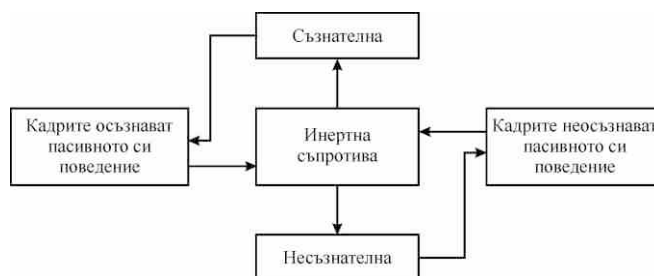 Съзнателна
Кадрите осъзнават
пасивното си
поведение
Инертна
съпротива
Кадрите неосъзнават
пасивното си
поведение
Несъзнателна